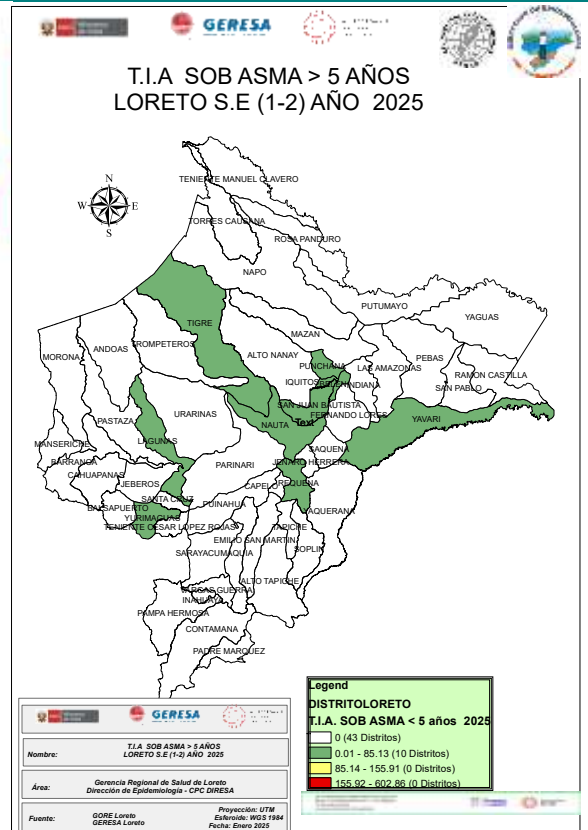 GERESA
T.I.A SOB ASMA > 5 AÑOS
LORETO S.E (1-2) AÑO 2025
N
W
E
S
TENIENTE MANUEL CLAVERO
TORRES CAUSANA
ROSA PANDURO
NAPO
PUTUMAYO
YAGUAS
TIGRE
MAZAN
TROMPETEROS
ANDOAS
MORONA
ALTO NANAY
PUNCHANA
LAS AMAZONAS
PEBAS
RAMON CASTILLA
SAN PABLO
IQUITOS
BELEN
INDIANA
SAN JUAN BAUTISTA
FERNANDO LORES
YAVARI
URARINAS
PASTAZA
NAUTA
Text
LAGUNAS
MANSERICHE
SAQUENA
BARRANCA
PARINARI
JENARO HERRERA
CAHUAPANAS
JEBEROS
CAPELO
REQUENA
SANTA CRUZ
PUINAHUA
YAQUERANA
BALSAPUERTO
YURIMAGUAS
TENIENTE CESAR LOPEZ ROJAS
TAPICHE
EMILIO SAN MARTIN
SOPLIN
SARAYACU
MAQUIA
ALTO TAPICHE
VARGAS GUERRA
INAHUAYA
PAMPA HERMOSA
CONTAMANA
PADRE MARQUEZ
Legend
DISTRITOLORETO
T.I.A. SOB ASMA < 5 años 2025
0 (43 Distritos)
0.01 - 85.13 (10 Distritos)
85.14 - 155.91 (0 Distritos)
155.92 - 602.86 (0 Distritos)
GERESA
Nombre:
T.I.A SOB ASMA > 5 AÑOS
LORETO S.E (1-2) AÑO 2025
Área:
Gerencia Regional de Salud de Loreto
Dirección de Epidemiología - CPC DIRESA
Fuente:
GORE Loreto
GERESA Loreto
Proyección: UTM
Esferoide: WGS 1984
Fecha: Enero 2025